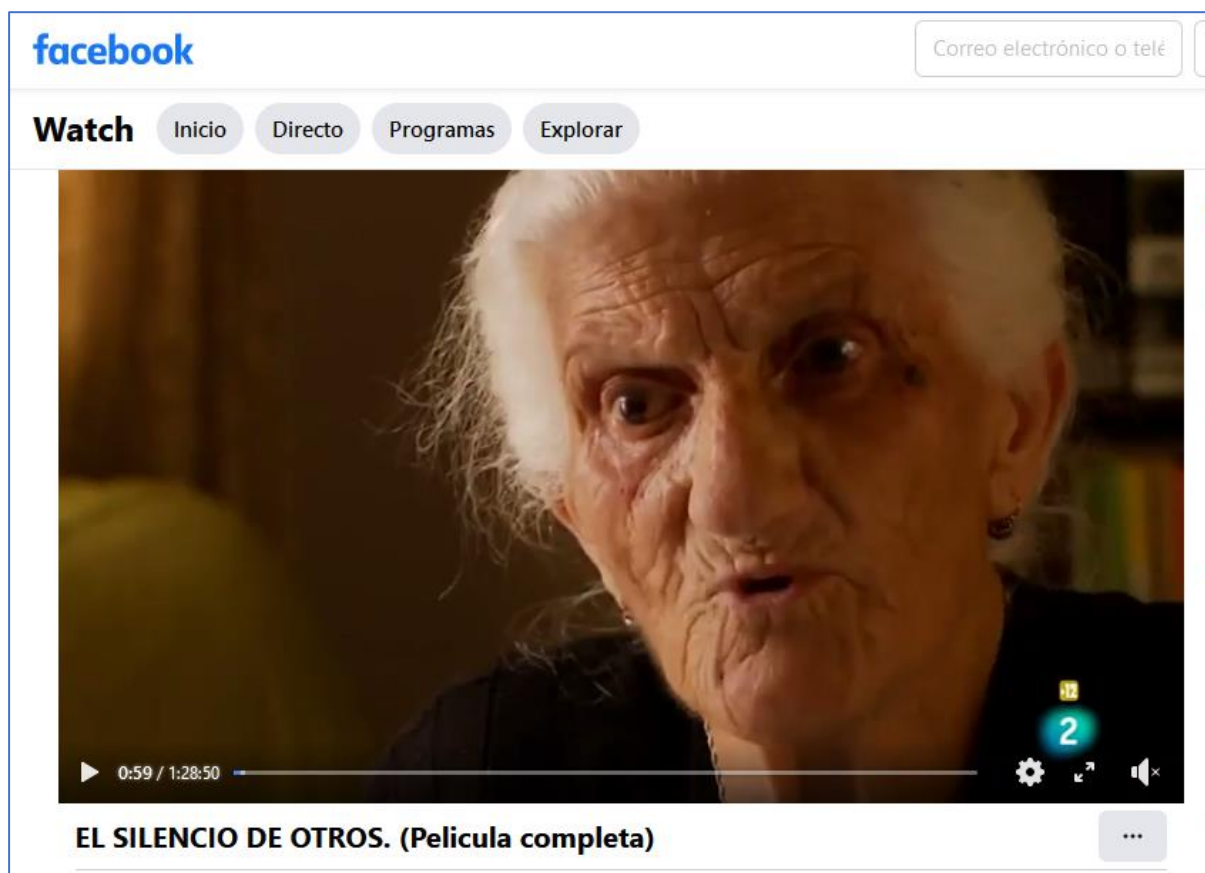 facebook
Correo electrónico o telé
Watch Inicio Directo Programas Explorar
+12
2
0:59 / 1:28:50
EL SILENCIO DE OTROS. (Pelicula completa)